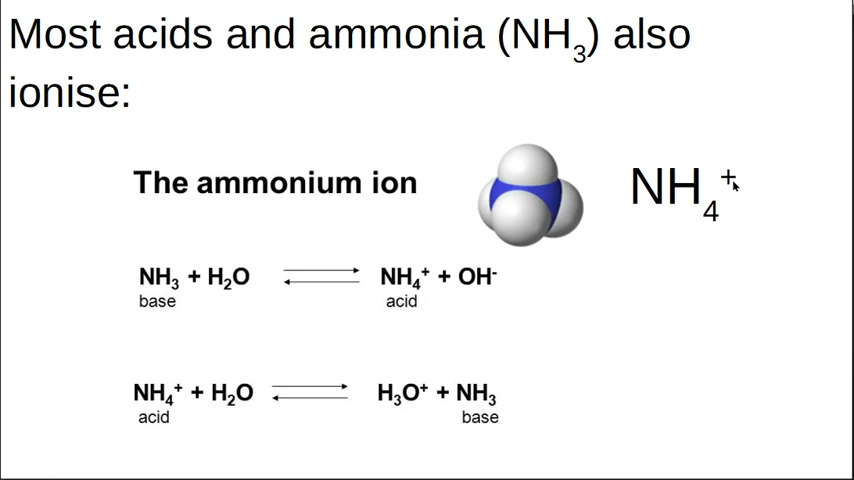 Most acids and ammonia (NH₃) also
ionise:
The ammonium ion
NH₄⁺
NH₃ + H₂O ⇌ NH₄⁺ + OH⁻
base acid
NH₄⁺ + H₂O ⇌ H₃O⁺ + NH₃
acid base